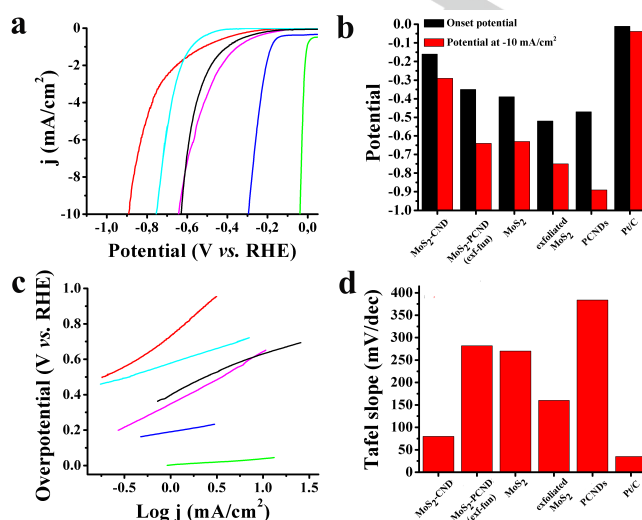 a
j (mA/cm²)
0
-2
-4
-6
-8
-10
-1,0 -0,8 -0,6 -0,4 -0,2 0,0
Potential (V vs. RHE)
b
Onset potential
Potential at -10 mA/cm²
Potential
-0.0
-0.1
-0.2
-0.3
-0.4
-0.5
-0.6
-0.7
-0.8
-0.9
-1.0
MoS₂-CND
MoS₂-PCND
(exf-fun)
MoS₂
exfoliated
MoS₂
PCNDs
Pt/C
c
Overpotential (V vs. RHE)
1.0
0.8
0.6
0.4
0.2
0.0
-0.5 0.0 0.5 1.0 1.5
Log j (mA/cm²)
d
Tafel slope (mV/dec)
400
350
300
250
200
150
100
50
0
MoS₂-CND
MoS₂-PCND
(exf-fun)
MoS₂
exfoliated
MoS₂
PCNDs
Pt/C